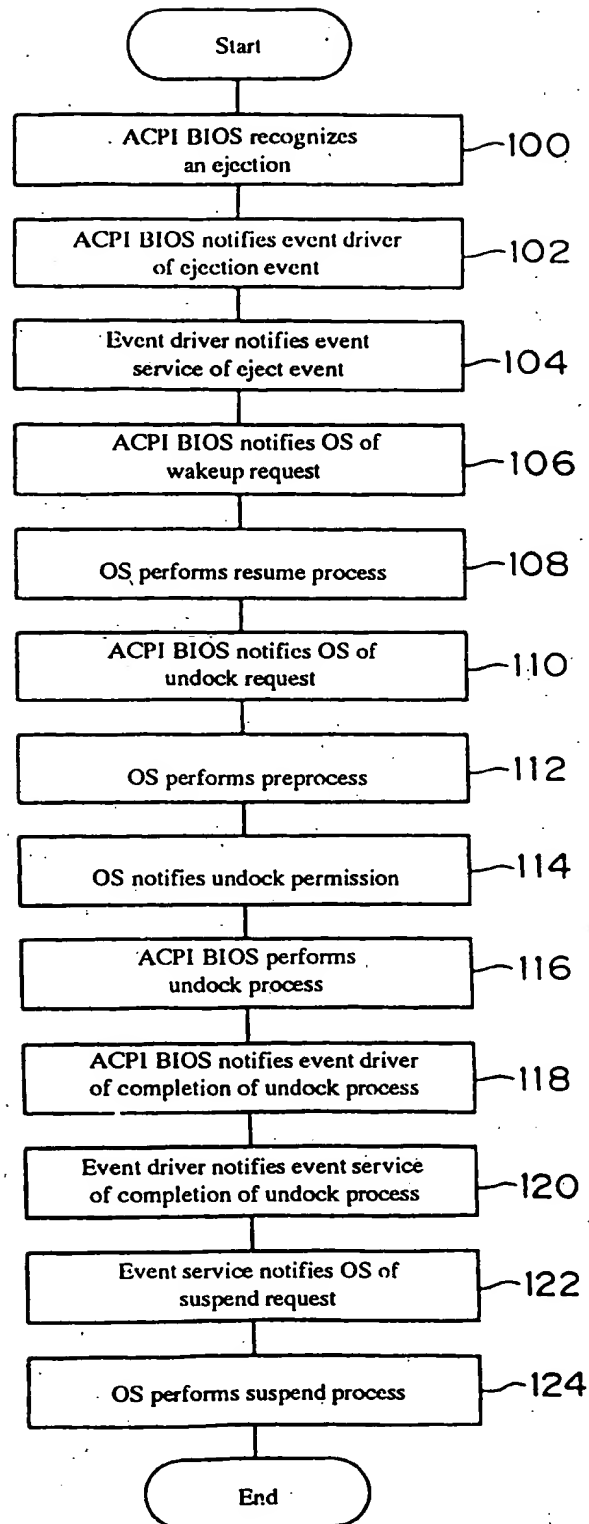 Start
ACPI BIOS recognizes
an ejection
100
ACPI BIOS notifies event driver
of ejection event
102
Event driver notifies event
service of eject event
104
ACPI BIOS notifies OS of
wakeup request
106
OS performs resume process
108
ACPI BIOS notifies OS of
undock request
110
OS performs preprocess
112
OS notifies undock permission
114
ACPI BIOS performs
undock process
116
ACPI BIOS notifies event driver
of completion of undock process
118
Event driver notifies event service
of completion of undock process
120
Event service notifies OS of
suspend request
122
OS performs suspend process
124
End